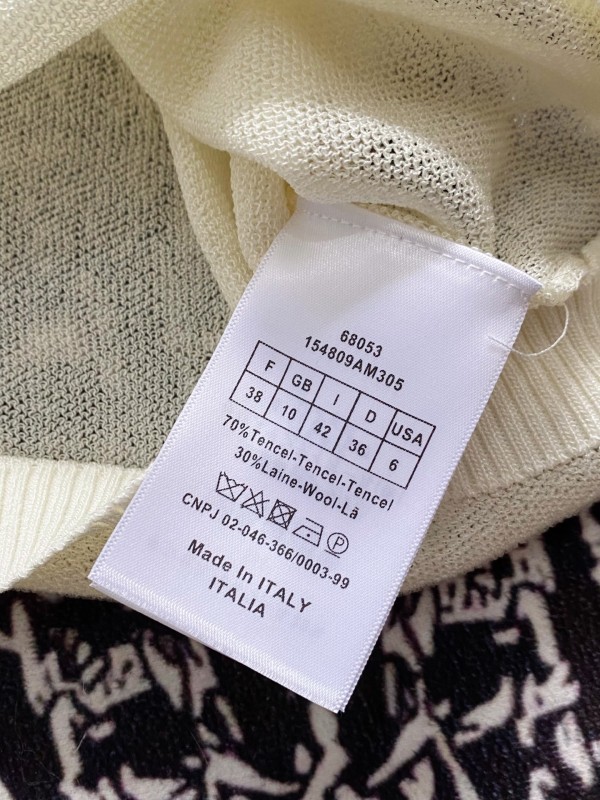 68053
154809AM305
F GB I D USA
38 10 42 36 6
70%Tencel-Tencel-Tencel
30%Laine-Wool-Lã
P
CNPJ 02-046-366/0003-99
Made In ITALY
ITALIA